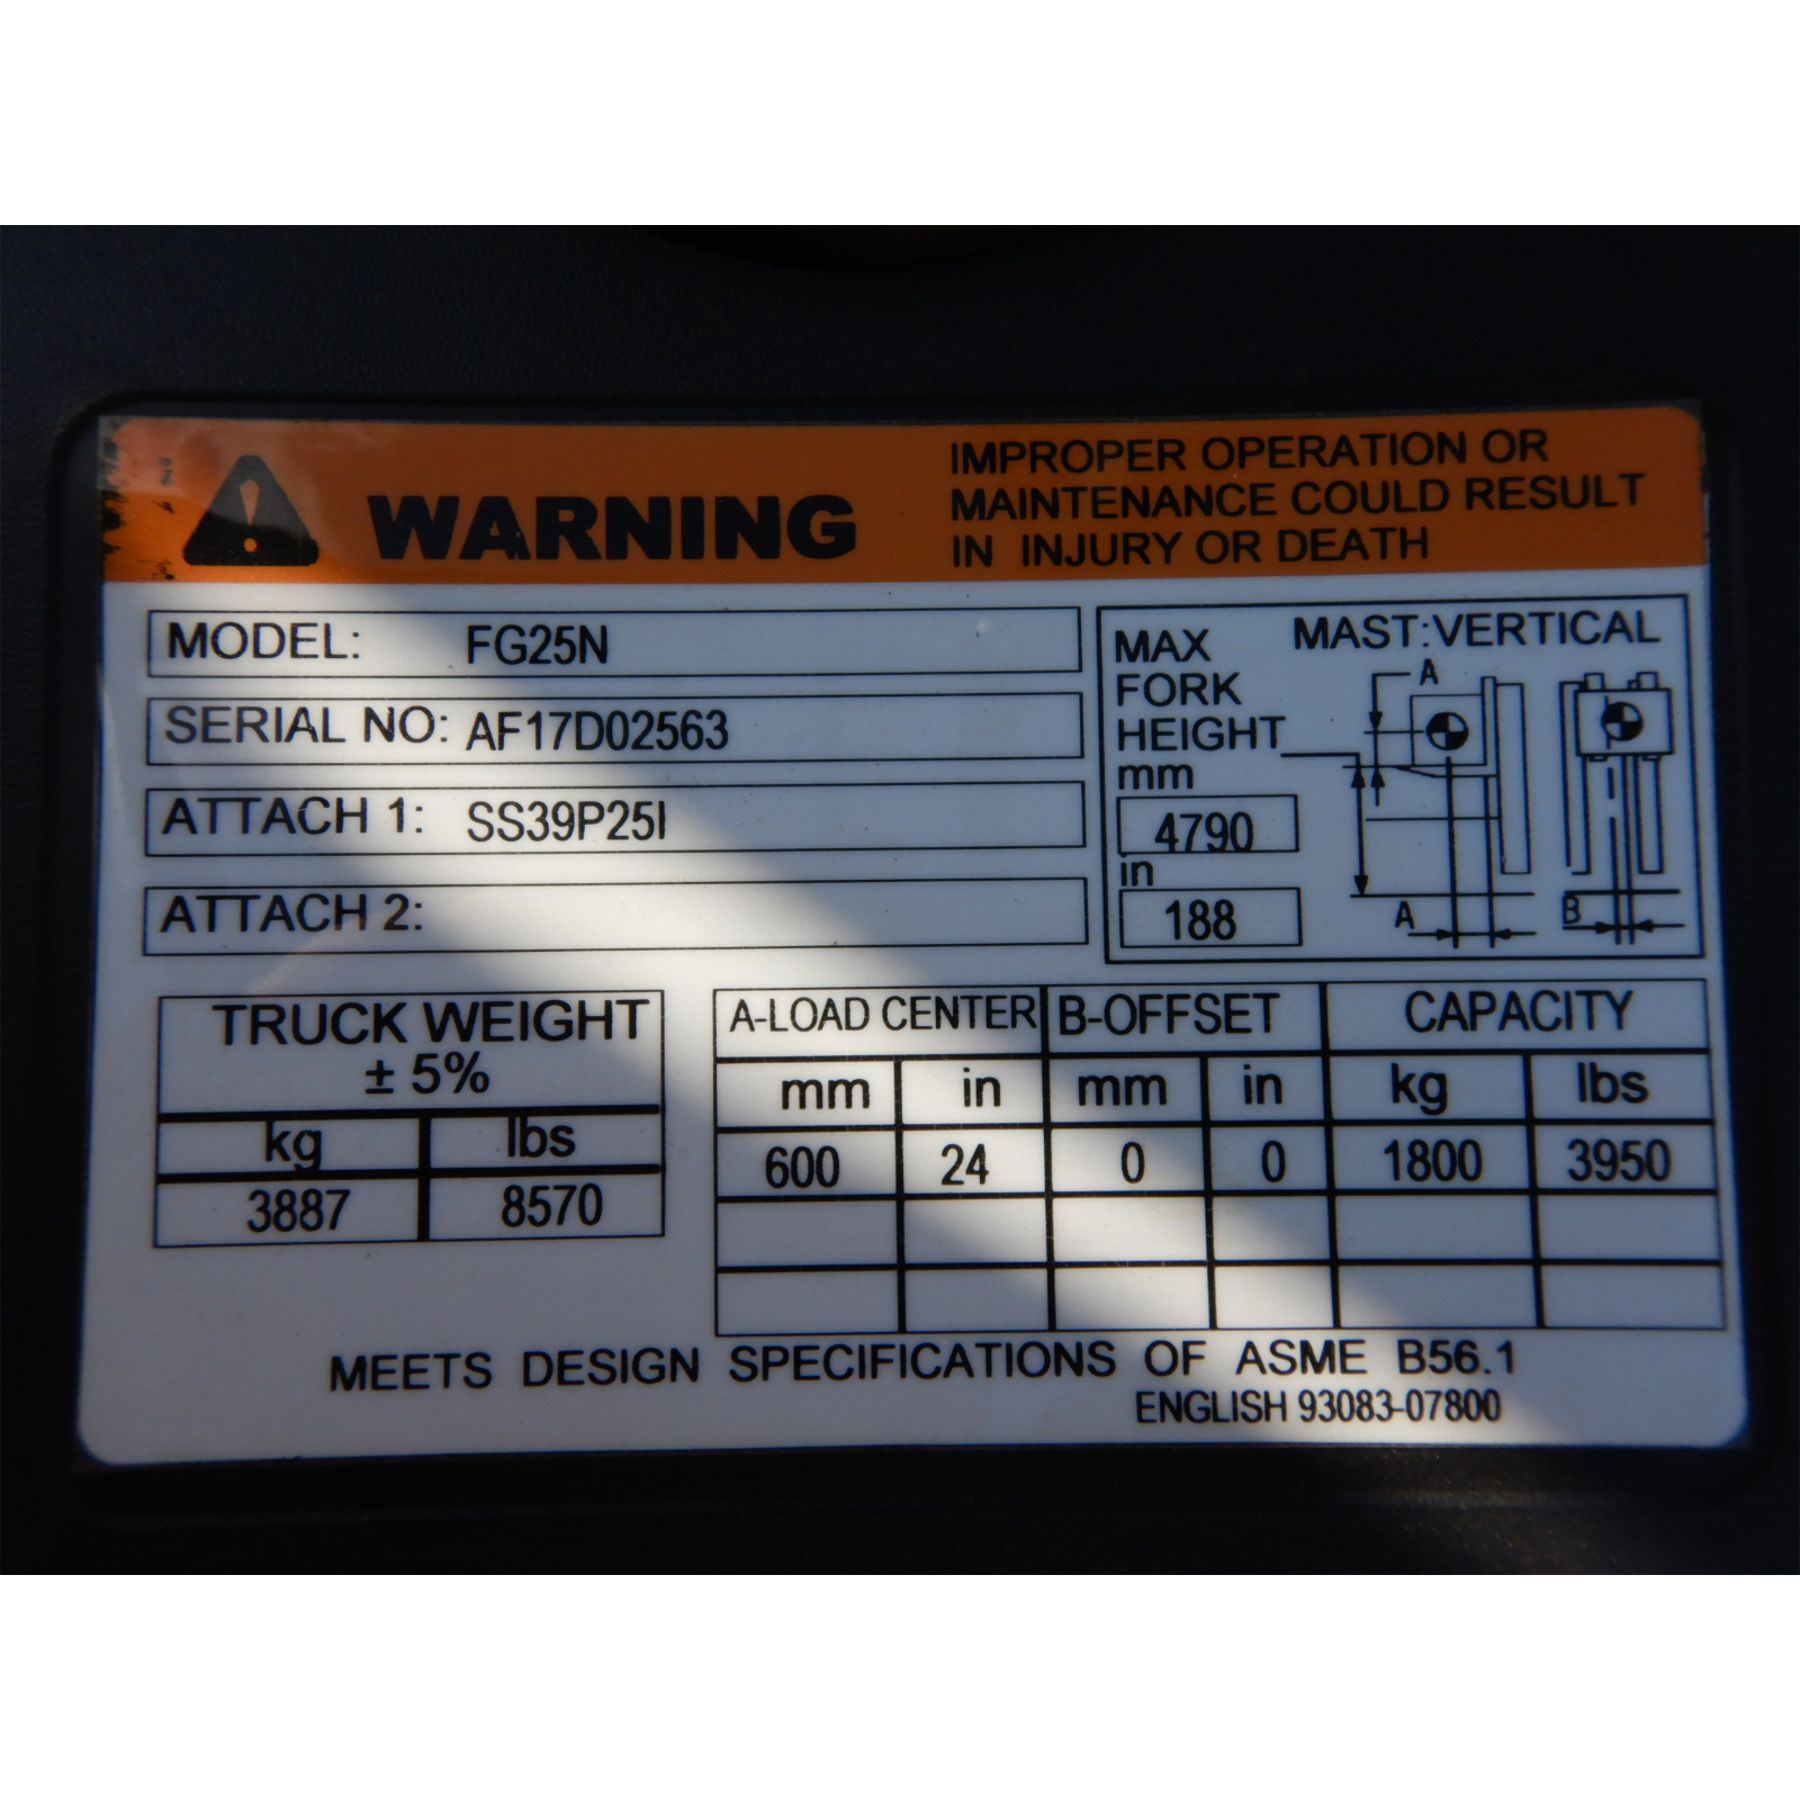 WARNING
IMPROPER OPERATION OR
MAINTENANCE COULD RESULT
IN INJURY OR DEATH
MODEL: FG25N
SERIAL NO: AF17D02563
ATTACH 1: SS39P25I
ATTACH 2:
MAX
FORK
HEIGHT
mm
4790
in
188
MAST:VERTICAL
A
A
B
TRUCK WEIGHT
± 5%
kg lbs
3887 8570
A-LOAD CENTER B-OFFSET CAPACITY
mm in mm in kg lbs
600 24 0 0 1800 3950
MEETS DESIGN SPECIFICATIONS OF ASME B56.1
ENGLISH 93083-07800